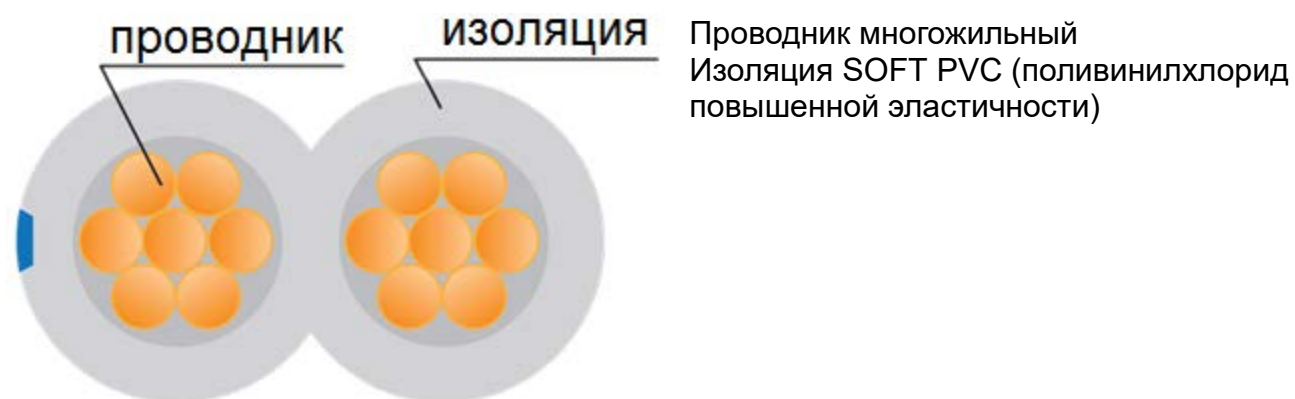 проводник
изоляция
Проводник многожильный
Изоляция SOFT PVC (поливинилхлорид
повышенной эластичности)